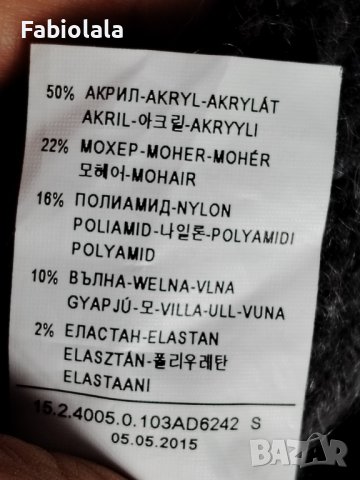 Fabiolala
50% АКРИЛ-AKRYL-AKRYLÁT
AKRIL-아크릴-AKRYYLI
22% МОХЕР-MOHER-MOHÉR
모헤어-MOHAIR
16% ПОЛИАМИД-NYLON
POLIAMID-나일론-POLYAMIDI
POLYAMID
10% ВЪЛНА-WELNA-VLNA
GYAPJÚ-모-VILLA-ULL-VUNA
2% ЕЛАСТАН-ELASTAN
ELASZTÁN-폴리우레탄
ELASTAANI
15.2.4005.0.103AD6242 S
05.05.2015
BAZAR